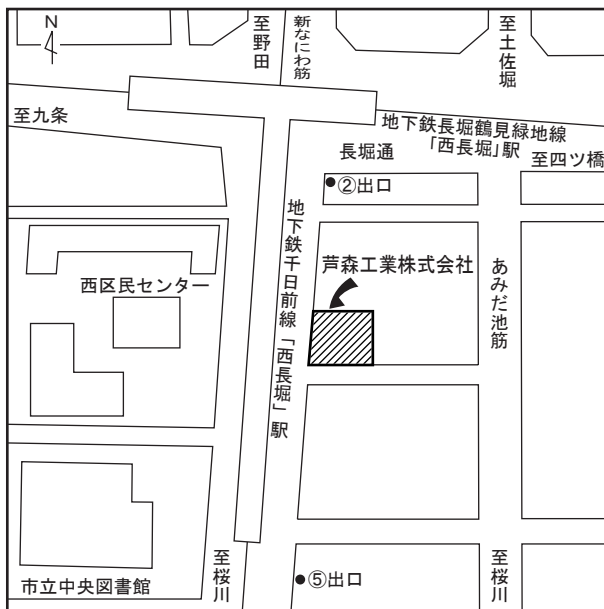 N
至野田
新なにわ筋
至土佐堀
至九条
地下鉄長堀鶴見緑地線
「西長堀」駅
長堀通
至四ツ橋
②出口
地下鉄千日前線「西長堀」駅
芦森工業株式会社
あみだ池筋
西区民センター
市立中央図書館
至桜川
⑤出口
至桜川